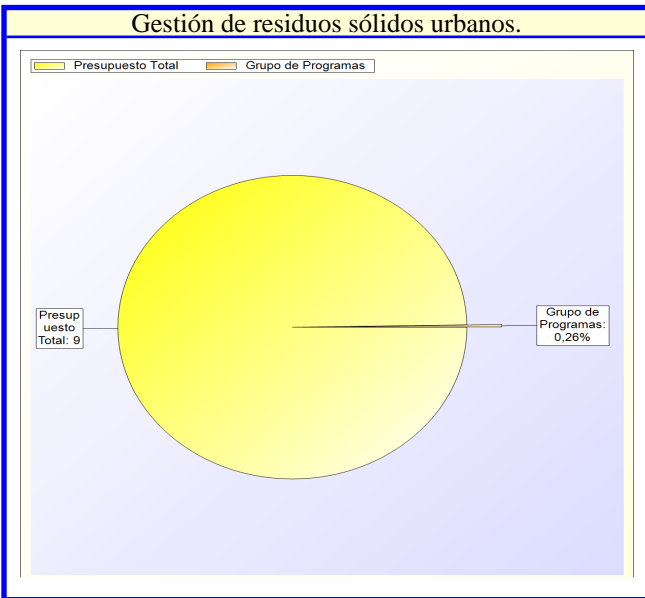 Gestión de residuos sólidos urbanos.
Presupuesto Total Grupo de Programas
Presup
uesto
Total: 9
Grupo de
Programas:
0,26%